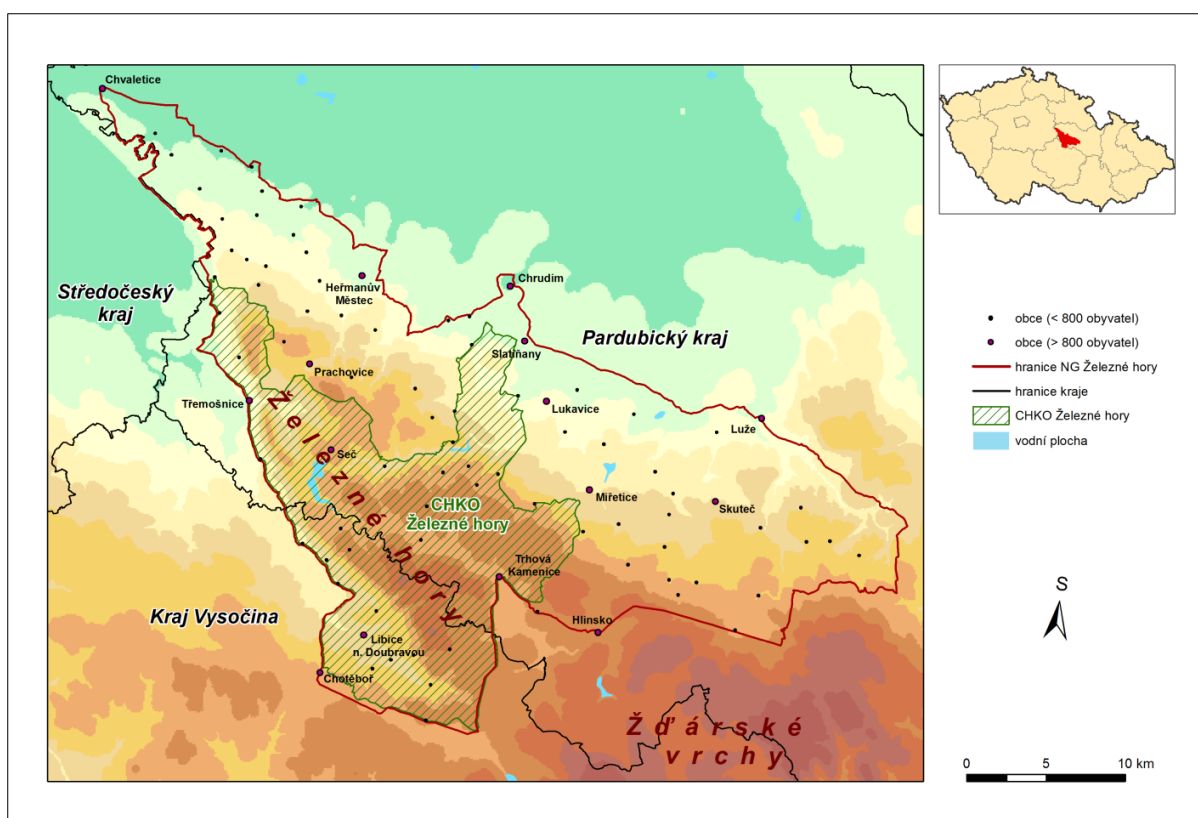 Chvaletice
Středočeský
kraj
Heřmanův
Městec
Chrudim
Pardubický kraj
Slatiňany
Prachovice
Třemošnice
Lukavice
Luže
Železné hory
Seč
CHKO
Železné hory
Miřetice
Skuteč
Trhová
Kamenice
Kraj Vysočina
Hlinsko
Libice
n. Doubravou
Chotěboř
Žďárské
vrchy
obce (< 800 obyvatel)
obce (> 800 obyvatel)
hranice NG Železné hory
hranice kraje
CHKO Železné hory
vodní plocha
S
0 5 10 km